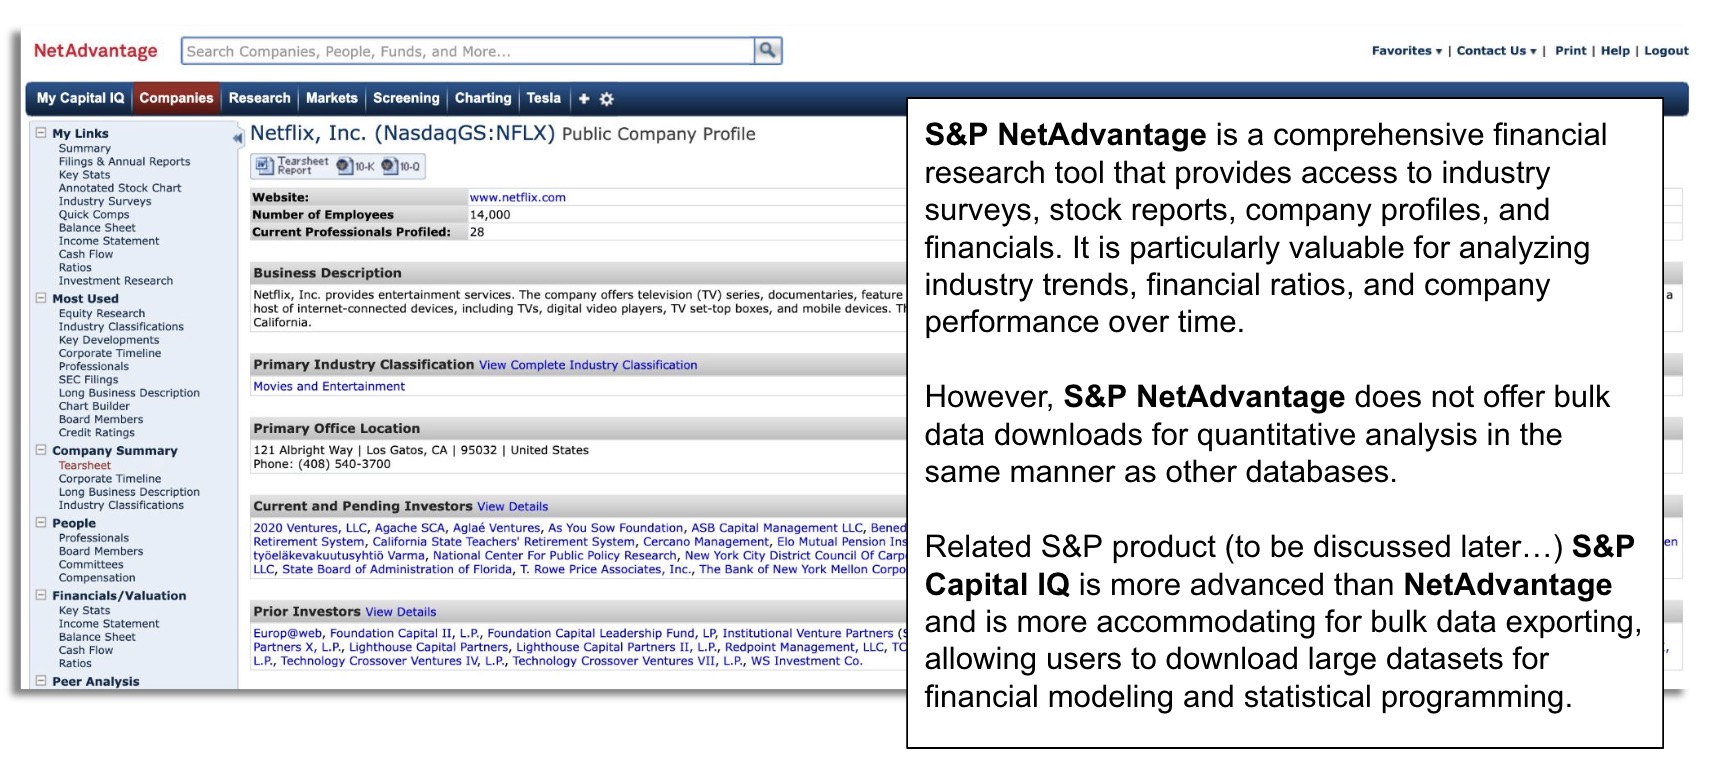 NetAdvantage
Search Companies, People, Funds, and More...
Favorites ▾ | Contact Us ▾ | Print | Help | Logout
My Capital IQ Companies Research Markets Screening Charting Tesla +
My Links
Summary
Filings & Annual Reports
Key Stats
Annotated Stock Chart
Industry Surveys
Quick Comps
Balance Sheet
Income Statement
Cash Flow
Ratios
Investment Research
Most Used
Equity Research
Industry Classifications
Key Developments
Corporate Timeline
Professionals
SEC Filings
Long Business Description
Chart Builder
Board Members
Credit Ratings
Company Summary
Tearsheet
Corporate Timeline
Long Business Description
Industry Classifications
People
Professionals
Board Members
Committees
Compensation
Financials/Valuation
Key Stats
Income Statement
Balance Sheet
Cash Flow
Ratios
Peer Analysis
Netflix, Inc. (NasdaqGS:NFLX) Public Company Profile
Tearsheet Report 10-K 10-Q
Website: www.netflix.com
Number of Employees 14,000
Current Professionals Profiled: 28
Business Description
Netflix, Inc. provides entertainment services. The company offers television (TV) series, documentaries, feature
a
host of internet-connected devices, including TVs, digital video players, TV set-top boxes, and mobile devices.
California.
Primary Industry Classification View Complete Industry Classification
Movies and Entertainment
Primary Office Location
121 Albright Way | Los Gatos, CA | 95032 | United States
Phone: (408) 540-3700
Current and Pending Investors View Details
2020 Ventures, LLC, Agache SCA, Aglaé Ventures, As You Sow Foundation, ASB Capital Management LLC,
Retirement System, California State Teachers' Retirement System, Cercano Management, Elo Mutual Pension
en
työeläkevakuutusyhtiö Varma, National Center For Public Policy Research, New York City District Council Of
LLC, State Board of Administration of Florida, T. Rowe Price Associates, Inc., The Bank of New York Mellon
Prior Investors View Details
Europ@web, Foundation Capital II, L.P., Foundation Capital Leadership Fund, LP, Institutional Venture Partners
Partners X, L.P., Lighthouse Capital Partners, Lighthouse Capital Partners II, L.P., Redpoint Management, LLC,
L.P., Technology Crossover Ventures IV, L.P., Technology Crossover Ventures VII, L.P., WS Investment Co.
S&P NetAdvantage is a comprehensive financial
research tool that provides access to industry
surveys, stock reports, company profiles, and
financials. It is particularly valuable for analyzing
industry trends, financial ratios, and company
performance over time.
However, S&P NetAdvantage does not offer bulk
data downloads for quantitative analysis in the
same manner as other databases.
Related S&P product (to be discussed later…) S&P
Capital IQ is more advanced than NetAdvantage
and is more accommodating for bulk data exporting,
allowing users to download large datasets for
financial modeling and statistical programming.